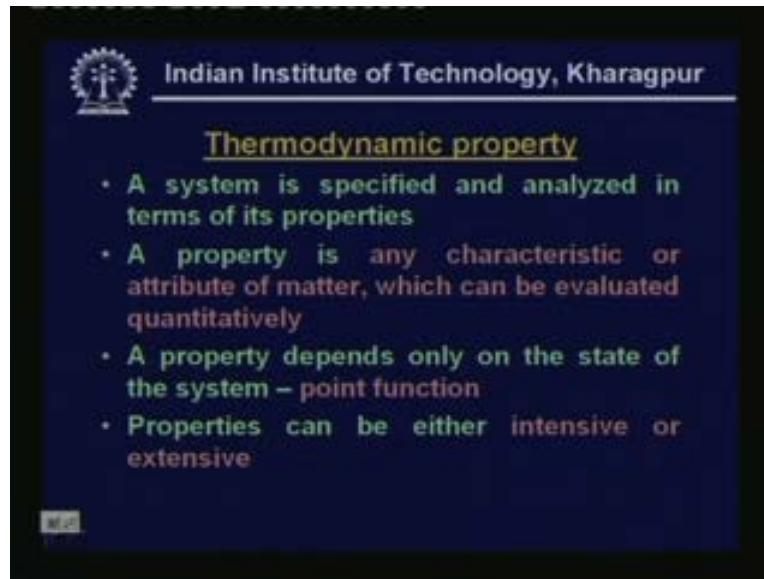 Indian Institute of Technology, Kharagpur
Thermodynamic property
• A system is specified and analyzed in
terms of its properties
• A property is any characteristic or
attribute of matter, which can be evaluated
quantitatively
• A property depends only on the state of
the system – point function
• Properties can be either intensive or
extensive